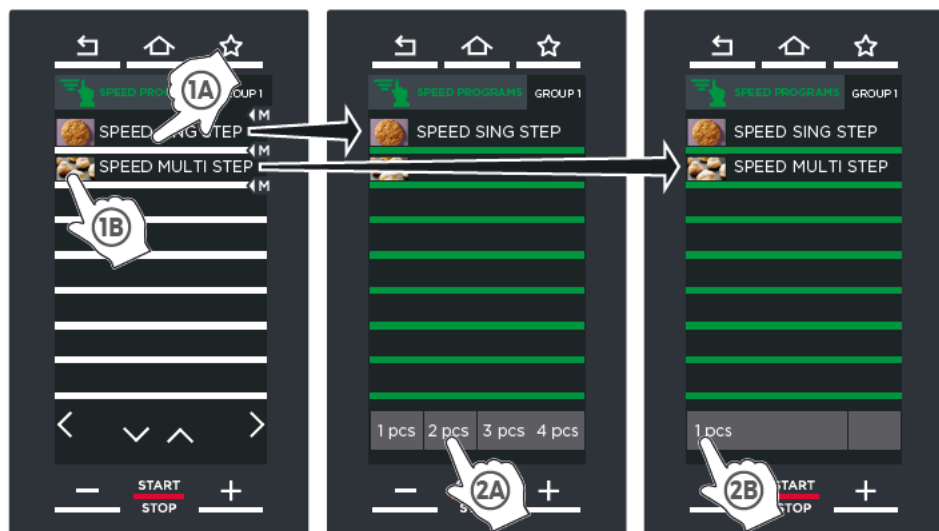 1A
SPEED PROG GROUP 1
M
SPEED SING STEP
M
SPEED MULTI STEP
M
1B
START
STOP
SPEED PROGRAMS GROUP 1
SPEED SING STEP
1 pcs 2 pcs 3 pcs 4 pcs
2A
SPEED PROGRAMS GROUP 1
SPEED SING STEP
SPEED MULTI STEP
1 pcs
2B
START
STOP